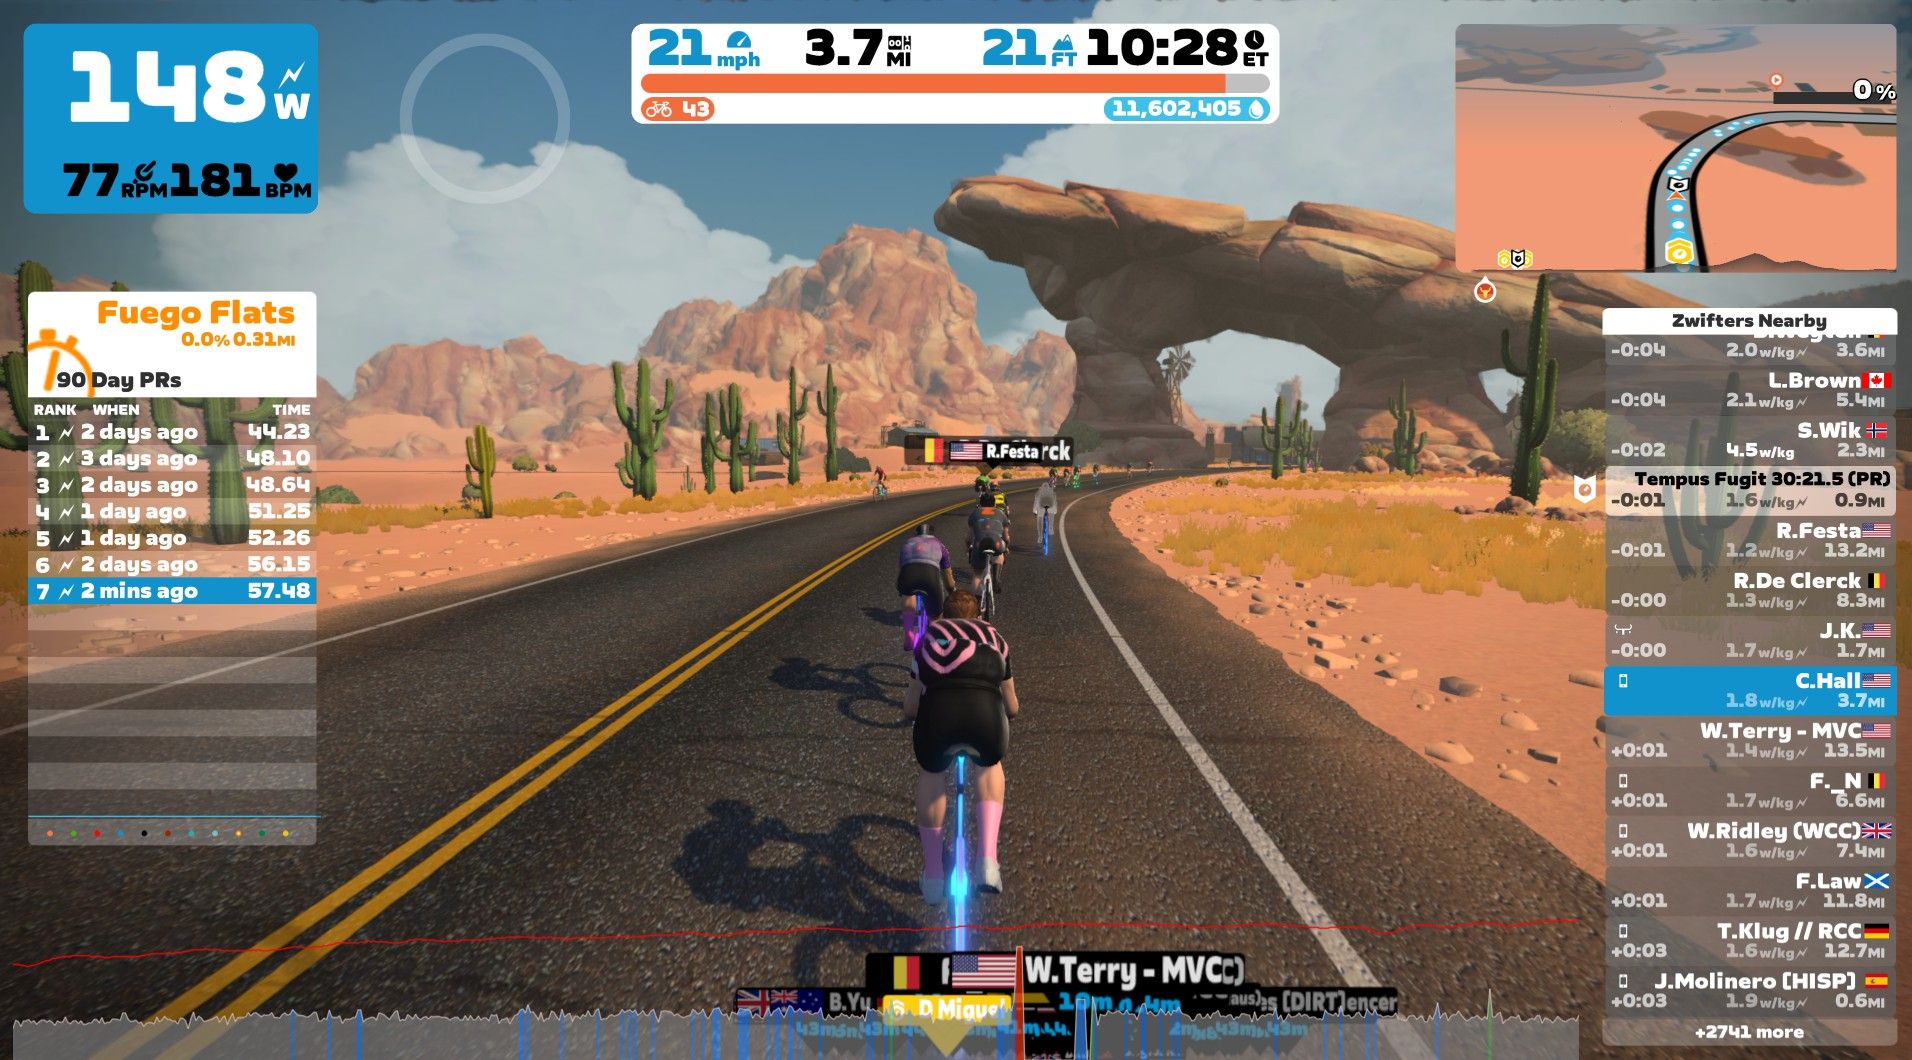 148 W
77 RPM 181 BPM
21 mph 3.7 MI 21 FT 10:28 ET
43
11,602,405
0 %
Fuego Flats
0.0% 0.31MI
90 Day PRs
RANK WHEN TIME
1 2 days ago 44.23
2 3 days ago 48.10
3 2 days ago 48.64
4 1 day ago 51.25
5 1 day ago 52.26
6 2 days ago 56.15
7 2 mins ago 57.48
R.Festa
Zwifters Nearby
-0:04 2.0w/kg 3.6MI
L.Brown
-0:04 2.1w/kg 5.4MI
S.Wik
-0:02 4.5w/kg 2.3MI
Tempus Fugit 30:21.5 (PR)
-0:01 1.6w/kg 0.9MI
R.Festa
-0:01 1.2w/kg 13.2MI
R.De Clerck
-0:00 1.3w/kg 8.3MI
J.K.
-0:00 1.7w/kg 1.7MI
C.Hall
1.8w/kg 3.7MI
W.Terry - MVC
+0:01 1.4w/kg 13.5MI
F._N
+0:01 1.7w/kg 6.6MI
W.Ridley (WCC)
+0:01 1.6w/kg 7.4MI
F.Law
+0:01 1.7w/kg 11.8MI
T.Klug // RCC
+0:03 1.6w/kg 12.7MI
J.Molinero (HISP)
+0:03 1.9w/kg 0.6MI
+2741 more
W.Terry - MVC
B.Yu
D Miguel
[DIRT]